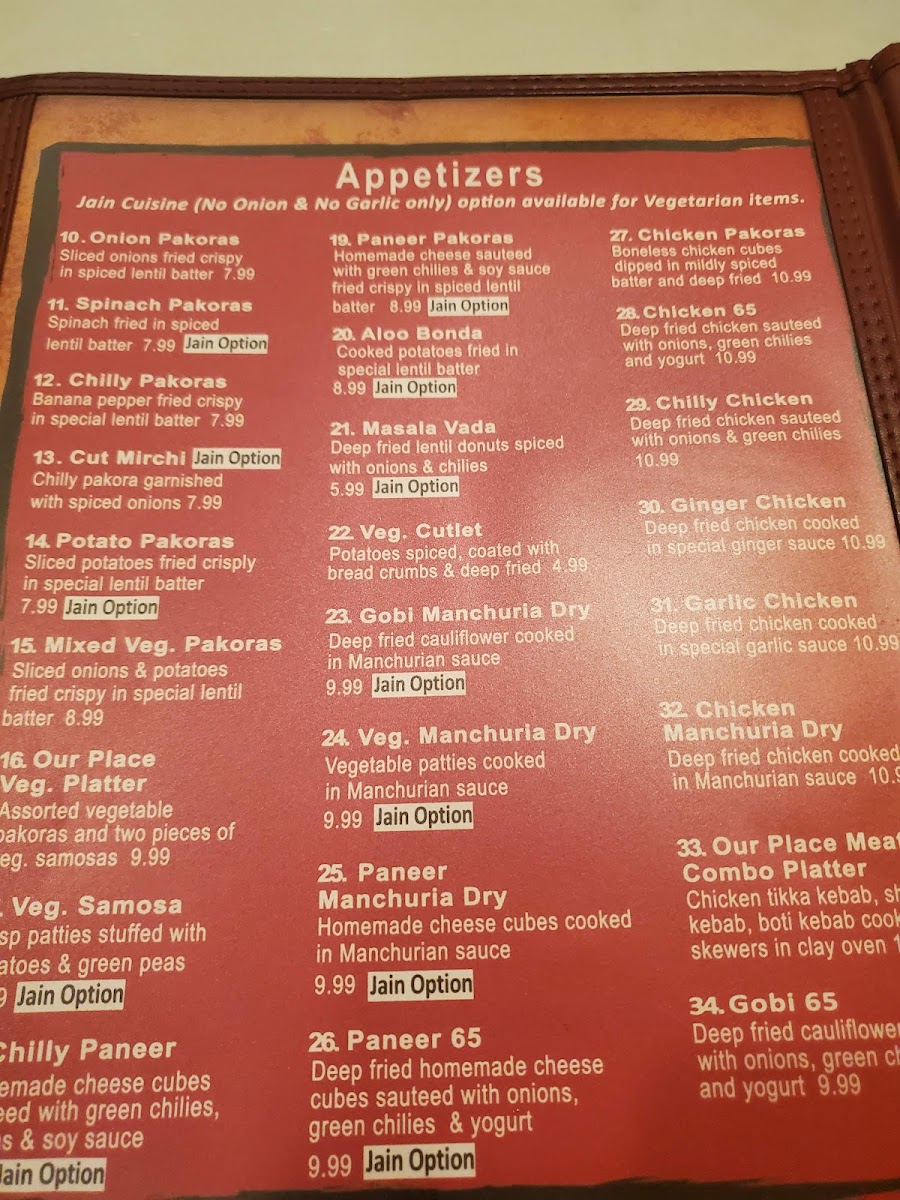 Appetizers
Jain Cuisine (No Onion & No Garlic only) option available for Vegetarian items.
10. Onion Pakoras
Sliced onions fried crispy
in spiced lentil batter 7.99
11. Spinach Pakoras
Spinach fried in spiced
lentil batter 7.99 Jain Option
12. Chilly Pakoras
Banana pepper fried crispy
in special lentil batter 7.99
13. Cut Mirchi Jain Option
Chilly pakora garnished
with spiced onions 7.99
14. Potato Pakoras
Sliced potatoes fried crisply
in special lentil batter
7.99 Jain Option
15. Mixed Veg. Pakoras
Sliced onions & potatoes
fried crispy in special lentil
batter 8.99
16. Our Place
Veg. Platter
Assorted vegetable
pakoras and two pieces of
eg. samosas 9.99
. Veg. Samosa
sp patties stuffed with
atoes & green peas
9 Jain Option
Chilly Paneer
emade cheese cubes
eed with green chilies,
s & soy sauce
Jain Option
19. Paneer Pakoras
Homemade cheese sauteed
with green chilies & soy sauce
fried crispy in spiced lentil
batter 8.99 Jain Option
20. Aloo Bonda
Cooked potatoes fried in
special lentil batter
8.99 Jain Option
21. Masala Vada
Deep fried lentil donuts spiced
with onions & chilies
5.99 Jain Option
22. Veg. Cutlet
Potatoes spiced, coated with
bread crumbs & deep fried 4.99
23. Gobi Manchuria Dry
Deep fried cauliflower cooked
in Manchurian sauce
9.99 Jain Option
24. Veg. Manchuria Dry
Vegetable patties cooked
in Manchurian sauce
9.99 Jain Option
25. Paneer
Manchuria Dry
Homemade cheese cubes cooked
in Manchurian sauce
9.99 Jain Option
26. Paneer 65
Deep fried homemade cheese
cubes sauteed with onions,
green chilies & yogurt
9.99 Jain Option
27. Chicken Pakoras
Boneless chicken cubes
dipped in mildly spiced
batter and deep fried 10.99
28. Chicken 65
Deep fried chicken sauteed
with onions, green chilies
and yogurt 10.99
29. Chilly Chicken
Deep fried chicken sauteed
with onions & green chilies
10.99
30. Ginger Chicken
Deep fried chicken cooked
in special ginger sauce 10.99
31. Garlic Chicken
Deep fried chicken cooked
in special garlic sauce 10.99
32. Chicken
Manchuria Dry
Deep fried chicken cooked
in Manchurian sauce 10.9
33. Our Place Meat
Combo Platter
Chicken tikka kebab, sh
kebab, boti kebab cook
skewers in clay oven 1
34. Gobi 65
Deep fried cauliflower
with onions, green ch
and yogurt 9.99